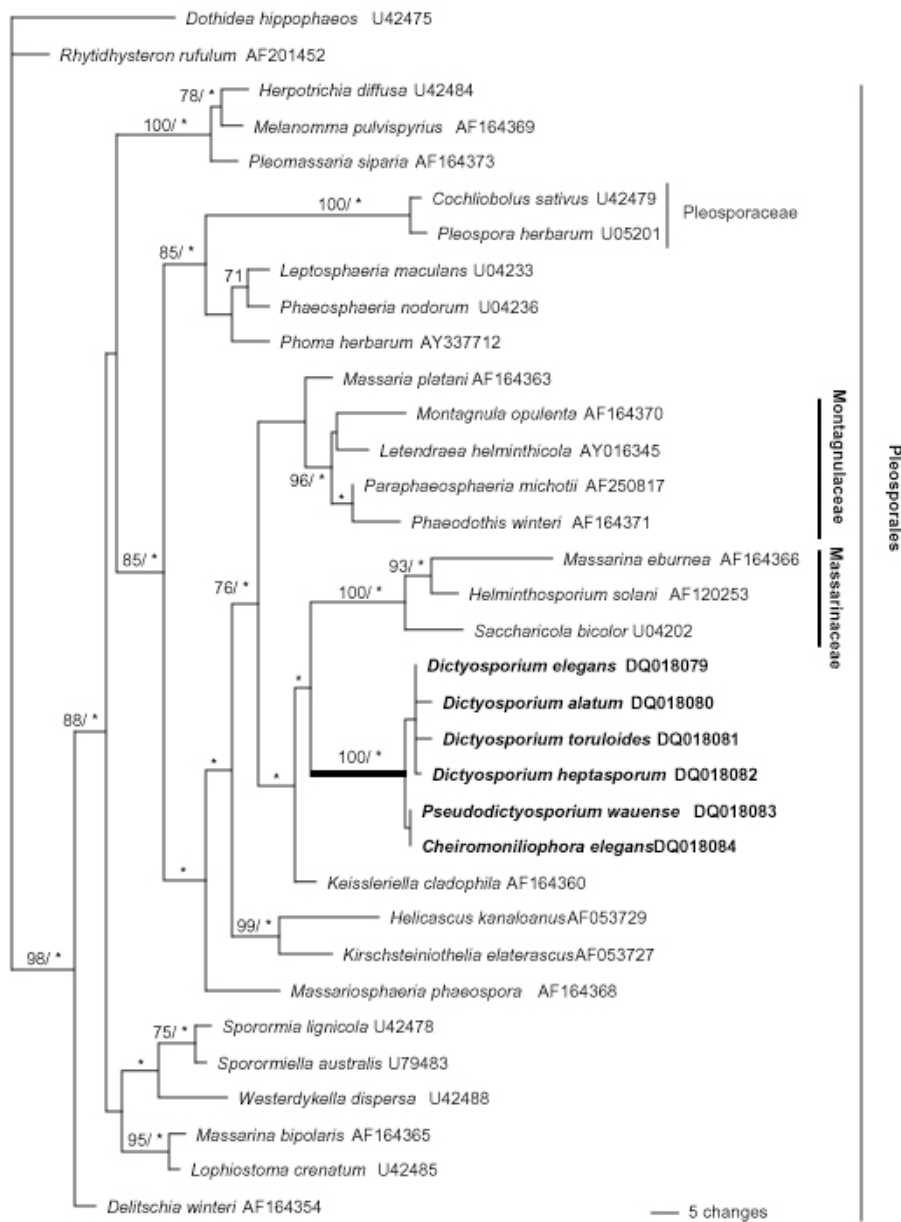 Dothidea hippophaeos U42475
Rhytidhysteron rufulum AF201452
78/ *
Herpotrichia diffusa U42484
100/ *
Melanomma pulvispyrius AF164369
Pleomassaria siparia AF164373
100/ *
Cochliobolus sativus U42479
Pleosporaceae
Pleospora herbarum U05201
85/ *
71
Leptosphaeria maculans U04233
Phaeosphaeria nodorum U04236
Phoma herbarum AY337712
Massaria platani AF164363
Montagnula opulenta AF164370
Letendraea helminthicola AY016345
96/ *
Paraphaeosphaeria michotii AF250817
*
Phaeodothis winteri AF164371
Montagnulaceae
Pleosporales
85/ *
93/ *
Massarina eburnea AF164366
76/ *
100/ *
Helminthosporium solani AF120253
Saccharicola bicolor U04202
Massarinaceae
Dictyosporium elegans DQ018079
*
Dictyosporium alatum DQ018080
88/ *
Dictyosporium toruloides DQ018081
100/ *
Dictyosporium heptasporum DQ018082
*
*
Pseudodictyosporium wauense DQ018083
Cheiromoniliophora elegansDQ018084
*
Keissleriella cladophila AF164360
Helicascus kanaloanusAF053729
99/ *
Kirschsteiniothelia elaterascusAF053727
98/ *
Massariosphaeria phaeospora AF164368
75/ *
Sporormia lignicola U42478
*
Sporormiella australis U79483
Westerdykella dispersa U42488
95/ *
Massarina bipolaris AF164365
Lophiostoma crenatum U42485
Delitschia winteri AF164354
5 changes